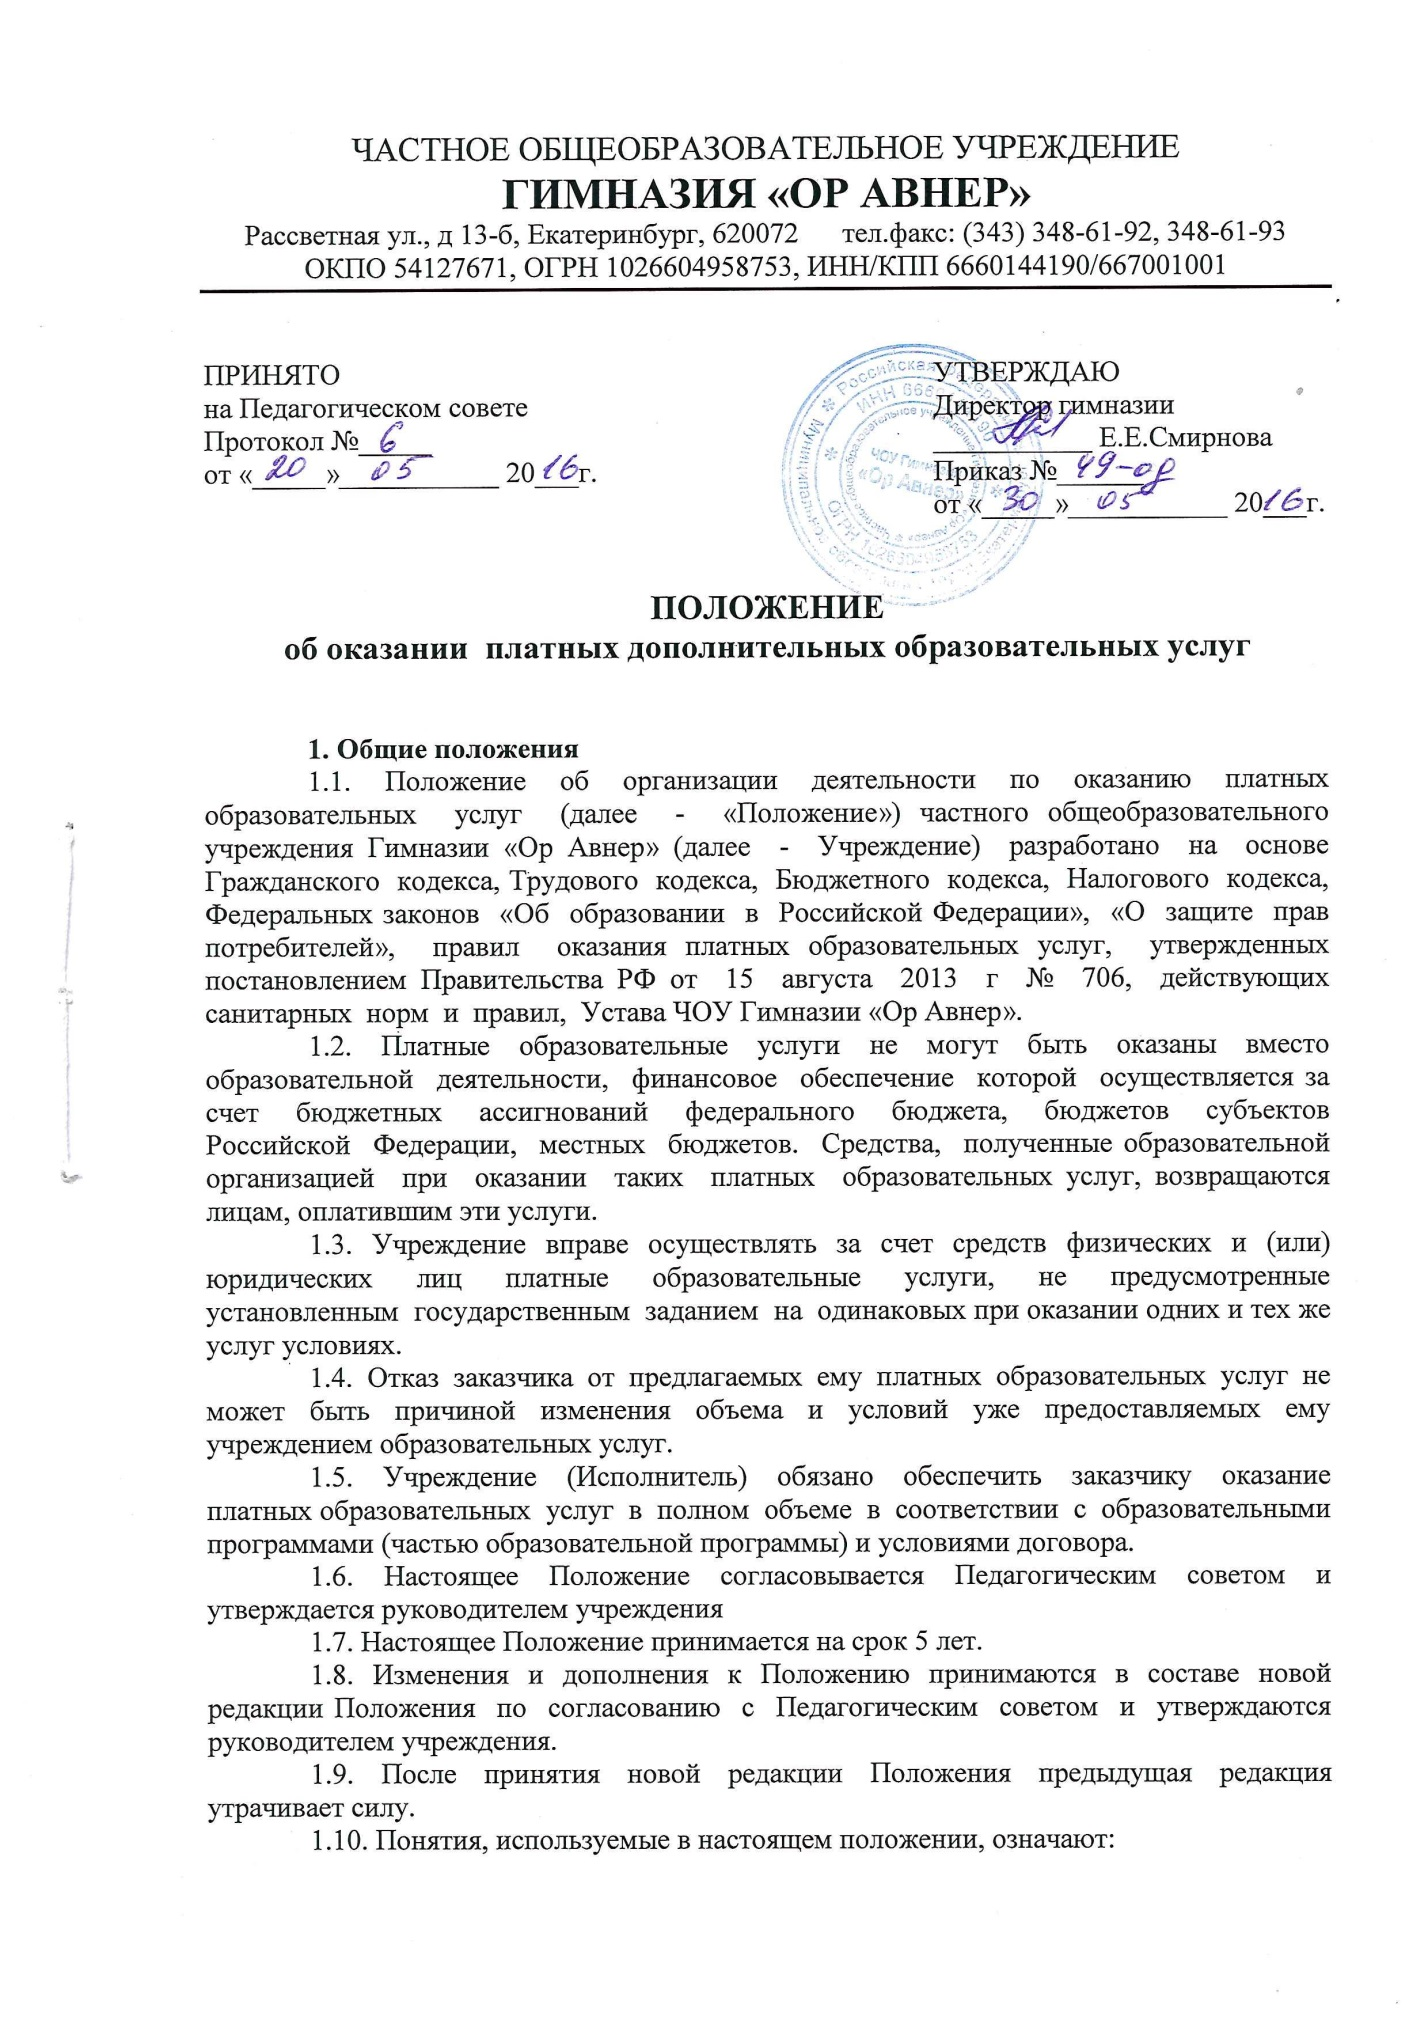 ЧАСТНОЕ ОБЩЕОБРАЗОВАТЕЛЬНОЕ УЧРЕЖДЕНИЕ
ГИМНАЗИЯ «ОР АВНЕР»
Рассветная ул., д 13-б, Екатеринбург, 620072 тел.факс: (343) 348-61-92, 348-61-93
ОКПО 54127671, ОГРН 1026604958753, ИНН/КПП 6660144190/667001001
ПРИНЯТО
на Педагогическом совете
Протокол № 6
от « 20 » 05 2016г.
УТВЕРЖДАЮ
Директор гимназии
Е.Е.Смирнова
Приказ № 49-од
от « 30 » 05 2016г.
Российская
ЧОУ Гимназия
«Ор Авнер»
ПОЛОЖЕНИЕ
об оказании платных дополнительных образовательных услуг
1. Общие положения
1.1. Положение об организации деятельности по оказанию платных
образовательных услуг (далее - «Положение») частного общеобразовательного
учреждения Гимназии «Ор Авнер» (далее - Учреждение) разработано на основе
Гражданского кодекса, Трудового кодекса, Бюджетного кодекса, Налогового кодекса,
Федеральных законов «Об образовании в Российской Федерации», «О защите прав
потребителей», правил оказания платных образовательных услуг, утвержденных
постановлением Правительства РФ от 15 августа 2013 г № 706, действующих
санитарных норм и правил, Устава ЧОУ Гимназии «Ор Авнер».
1.2. Платные образовательные услуги не могут быть оказаны вместо
образовательной деятельности, финансовое обеспечение которой осуществляется за
счет бюджетных ассигнований федерального бюджета, бюджетов субъектов
Российской Федерации, местных бюджетов. Средства, полученные образовательной
организацией при оказании таких платных образовательных услуг, возвращаются
лицам, оплатившим эти услуги.
1.3. Учреждение вправе осуществлять за счет средств физических и (или)
юридических лиц платные образовательные услуги, не предусмотренные
установленным государственным заданием на одинаковых при оказании одних и тех же
услуг условиях.
1.4. Отказ заказчика от предлагаемых ему платных образовательных услуг не
может быть причиной изменения объема и условий уже предоставляемых ему
учреждением образовательных услуг.
1.5. Учреждение (Исполнитель) обязано обеспечить заказчику оказание
платных образовательных услуг в полном объеме в соответствии с образовательными
программами (частью образовательной программы) и условиями договора.
1.6. Настоящее Положение согласовывается Педагогическим советом и
утверждается руководителем учреждения
1.7. Настоящее Положение принимается на срок 5 лет.
1.8. Изменения и дополнения к Положению принимаются в составе новой
редакции Положения по согласованию с Педагогическим советом и утверждаются
руководителем учреждения.
1.9. После принятия новой редакции Положения предыдущая редакция
утрачивает силу.
1.10. Понятия, используемые в настоящем положении, означают: